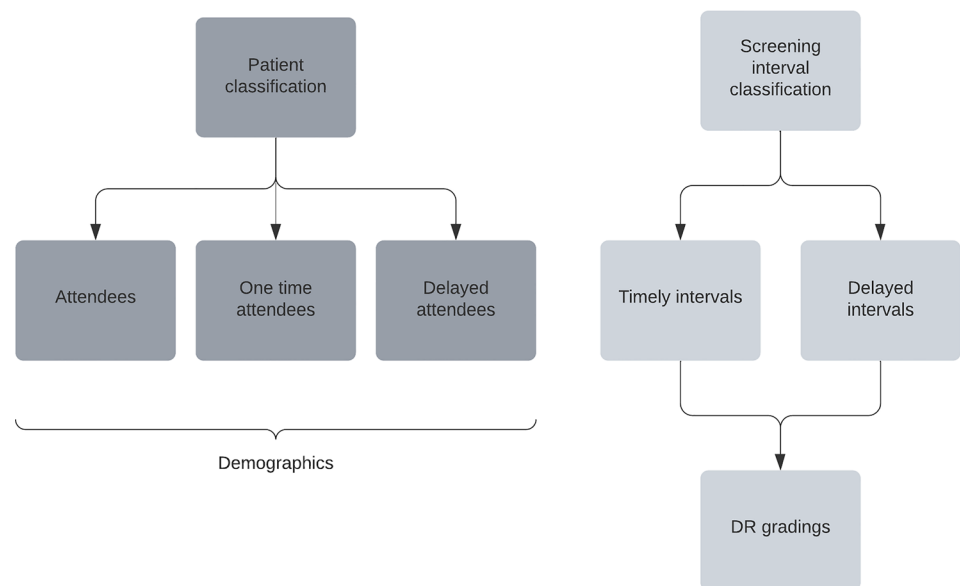 Patient
classification
Screening
interval
classification
Attendees
One time
attendees
Delayed
attendees
Timely intervals
Delayed
intervals
Demographics
DR gradings